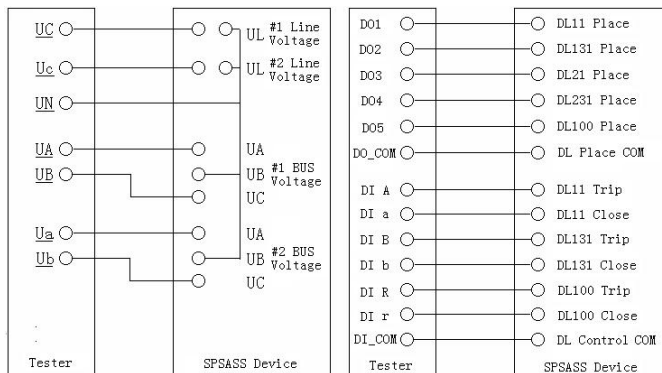 UC UL #1 Line Voltage
Uc UL #2 Line Voltage
UN
UA UA
UB UB #1 BUS Voltage
UC
Ua UA
Ub UB #2 BUS Voltage
UC
Tester SPSASS Device
DO1 DL11 Place
DO2 DL131 Place
DO3 DL21 Place
DO4 DL231 Place
DO5 DL100 Place
DO_COM DL Place COM
DI A DL11 Trip
DI a DL11 Close
DI B DL131 Trip
DI b DL131 Close
DI R DL100 Trip
DI r DL100 Close
DI_COM DL Control COM
Tester SPSASS Device